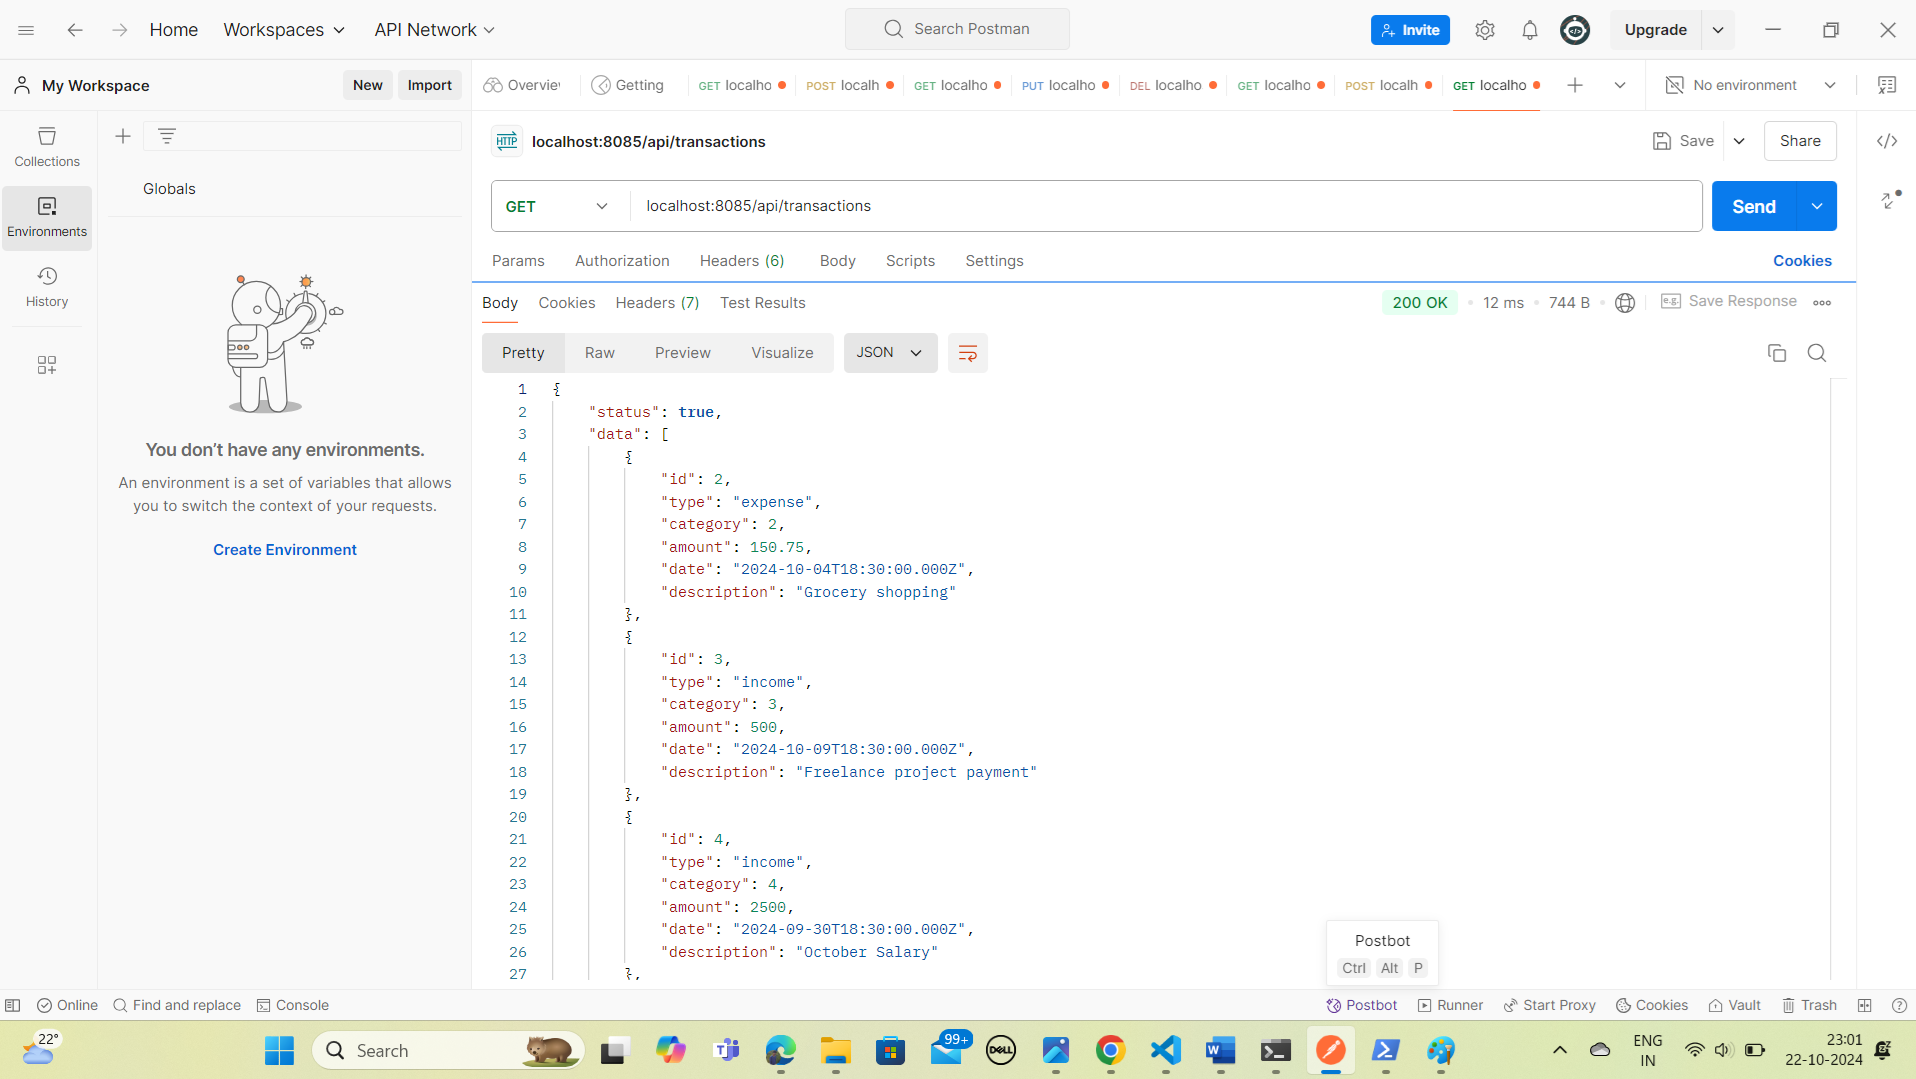 Home
Workspaces
API Network
Search Postman
Invite
Upgrade
My Workspace
New
Import
Overvie
Getting
GET localho
POST localh
GET localho
PUT localho
DEL localho
GET localho
POST localh
GET localho
No environment
Collections
Environments
History
Globals
You don't have any environments.
An environment is a set of variables that allows
you to switch the context of your requests.
Create Environment
HTTP
localhost:8085/api/transactions
Save
Share
GET
localhost:8085/api/transactions
Send
Params
Authorization
Headers (6)
Body
Scripts
Settings
Cookies
Body
Cookies
Headers (7)
Test Results
200 OK
12 ms
744 B
e.g.
Save Response
Pretty
Raw
Preview
Visualize
JSON
1 {
2 "status": true,
3 "data": [
4 {
5 "id": 2,
6 "type": "expense",
7 "category": 2,
8 "amount": 150.75,
9 "date": "2024-10-04T18:30:00.000Z",
10 "description": "Grocery shopping"
11 },
12 {
13 "id": 3,
14 "type": "income",
15 "category": 3,
16 "amount": 500,
17 "date": "2024-10-09T18:30:00.000Z",
18 "description": "Freelance project payment"
19 },
20 {
21 "id": 4,
22 "type": "income",
23 "category": 4,
24 "amount": 2500,
25 "date": "2024-09-30T18:30:00.000Z",
26 "description": "October Salary"
27 },
Postbot
Ctrl Alt P
Online
Find and replace
Console
Postbot
Runner
Start Proxy
Cookies
Vault
Trash
22°
Search
99+
DELL
ENG
IN
23:01
22-10-2024